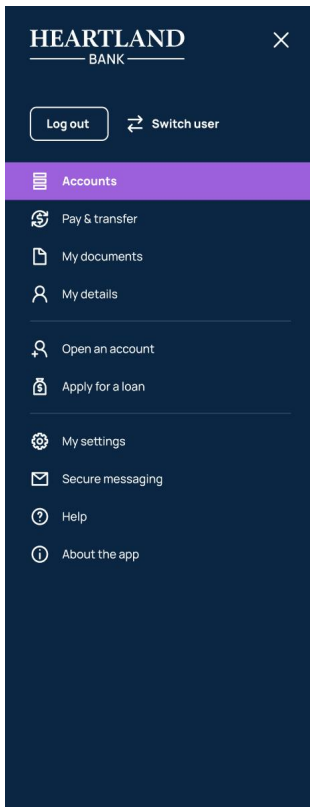 HEARTLAND
BANK
Log out
Switch user
Accounts
Pay & transfer
My documents
My details
Open an account
Apply for a loan
My settings
Secure messaging
Help
About the app